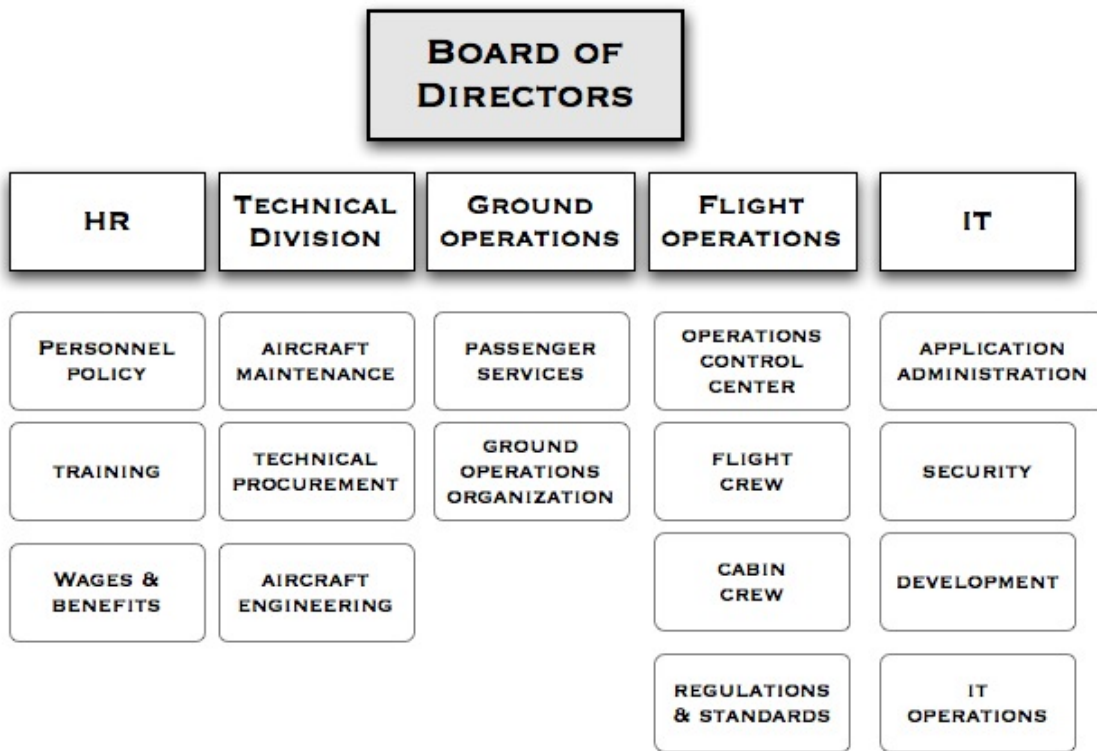 BOARD OF
DIRECTORS
HR
TECHNICAL
DIVISION
GROUND
OPERATIONS
FLIGHT
OPERATIONS
IT
PERSONNEL
POLICY
TRAINING
WAGES &
BENEFITS
AIRCRAFT
MAINTENANCE
TECHNICAL
PROCUREMENT
AIRCRAFT
ENGINEERING
PASSENGER
SERVICES
GROUND
OPERATIONS
ORGANIZATION
OPERATIONS
CONTROL
CENTER
FLIGHT
CREW
CABIN
CREW
REGULATIONS
& STANDARDS
APPLICATION
ADMINISTRATION
SECURITY
DEVELOPMENT
IT
OPERATIONS